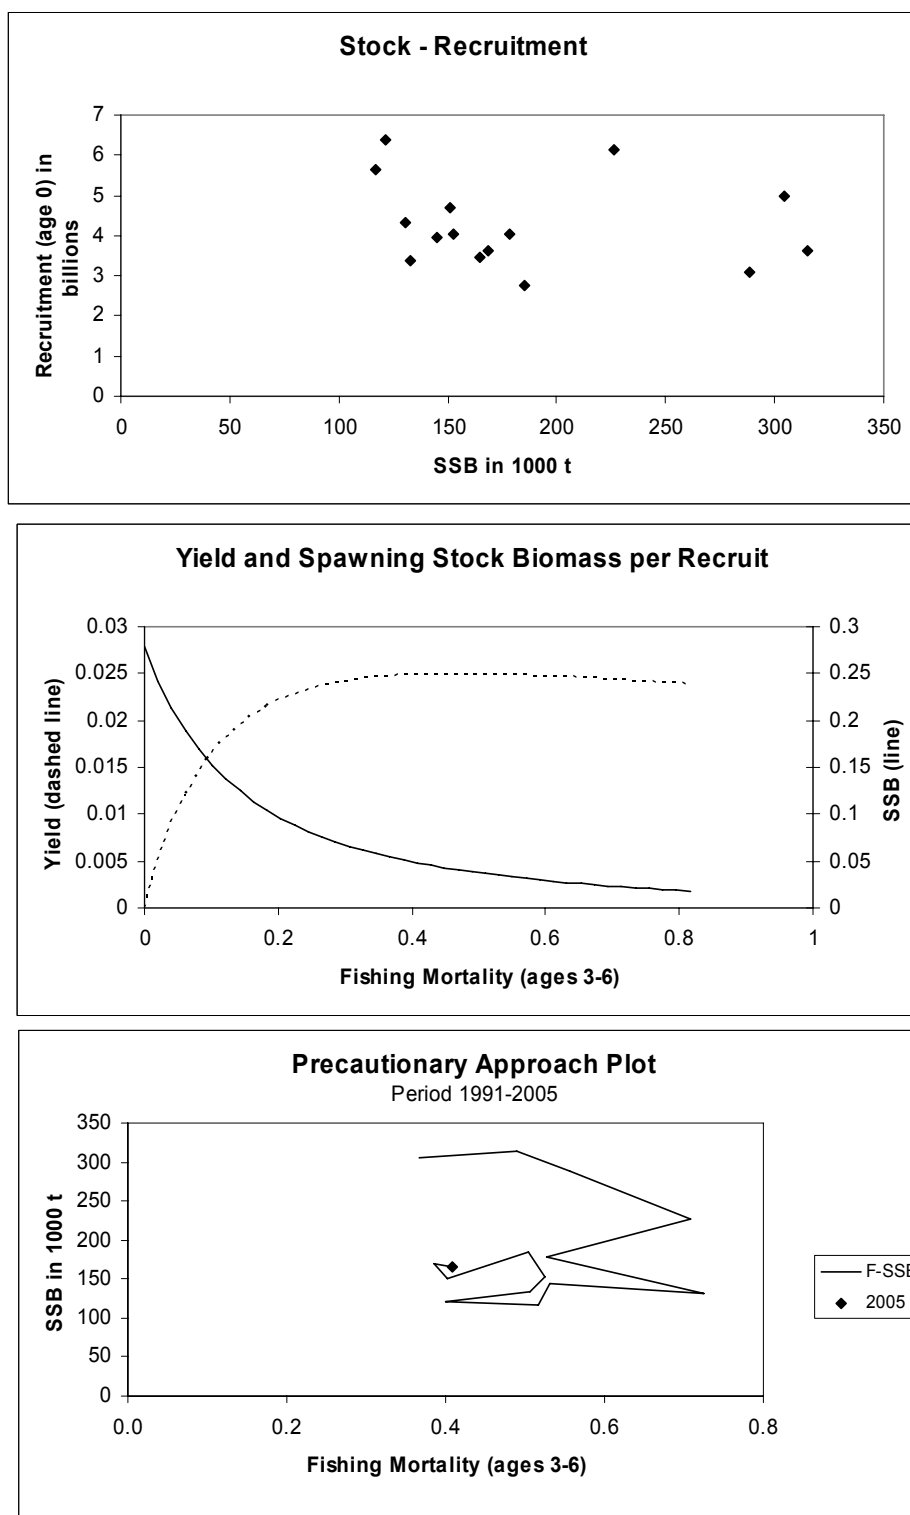 Stock - Recruitment
Recruitment (age 0) in
billions
7
6
5
4
3
2
1
0
0 50 100 150 200 250 300 350
SSB in 1000 t
Yield and Spawning Stock Biomass per Recruit
Yield (dashed line)
0.03
0.025
0.02
0.015
0.01
0.005
0
0.3
0.25
0.2
0.15
0.1
0.05
0
SSB (line)
0 0.2 0.4 0.6 0.8 1
Fishing Mortality (ages 3-6)
Precautionary Approach Plot
Period 1991-2005
SSB in 1000 t
350
300
250
200
150
100
50
0
0.0 0.2 0.4 0.6 0.8
Fishing Mortality (ages 3-6)
F-SSB
2005